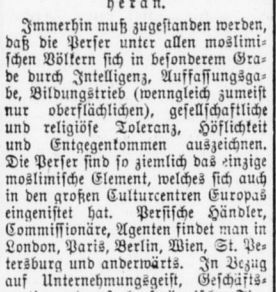 heran.
Immerhin muß zugestanden werden,
daß die Perser unter allen moslimi-
schen Völkern sich in besonderem Gra-
de durch Intelligenz, Auffassungsga-
be, Bildungstrieb (wenngleich zumeist
nur oberflächlichen), gesellschaftliche
und religiöse Toleranz, Höflichkeit
und Entgegenkommen auszeichnen.
Die Perser sind so ziemlich das einzige
moslimische Element, welches sich auch
in den großen Culturcentren Europas
eingenistet hat. Persische Händler,
Commissionäre, Agenten findet man in
London, Paris, Berlin, Wien, St. Pe-
tersburg und anderwärts. In Bezug
auf Unternehmungsgeist, Geschäfts-